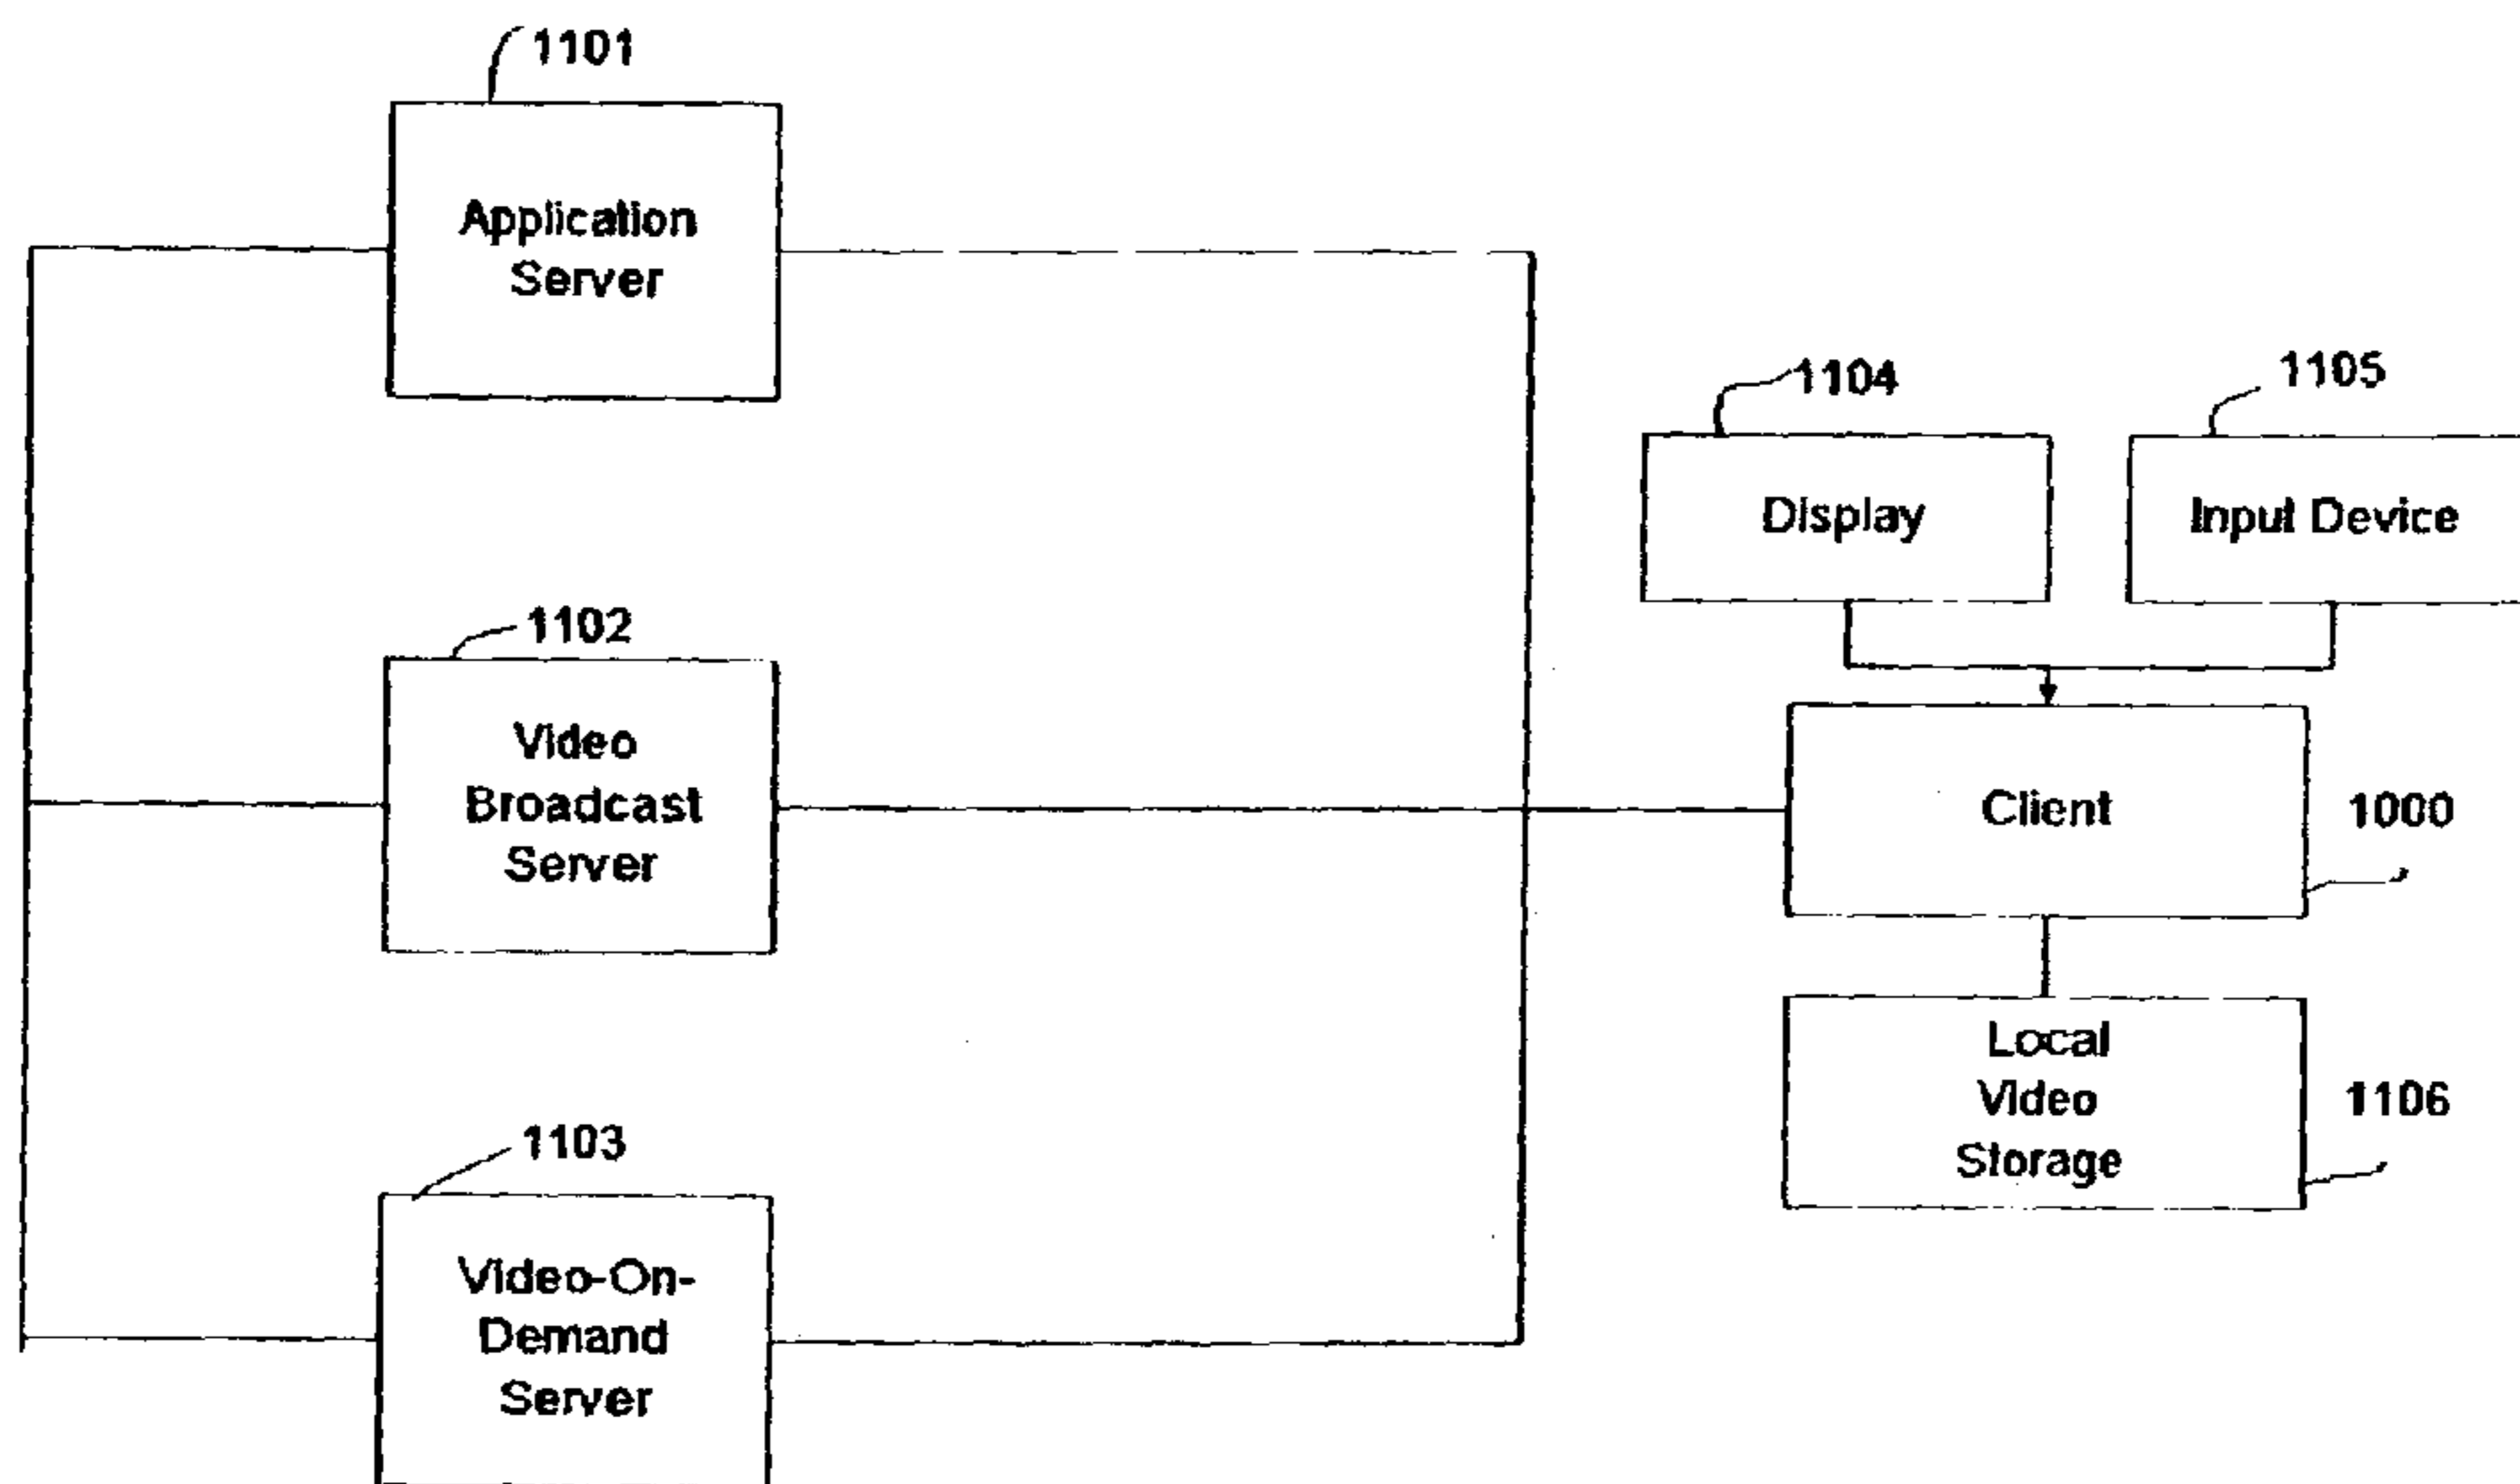 1101
Application
Server
1104
1105
Display
Input Device
1102
Video
Broadcast
Server
Client
1000
Local
Video
Storage
1106
1103
Video-On-
Demand
Server